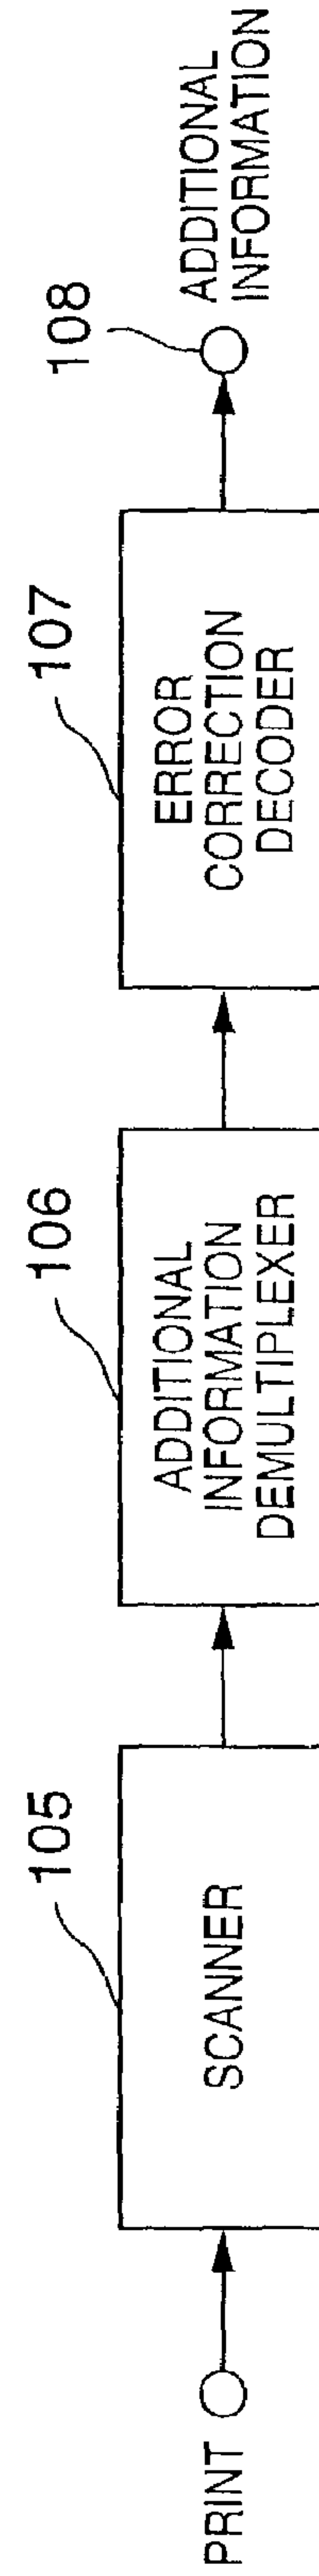 PRINT
105
SCANNER
106
ADDITIONAL
INFORMATION
DEMULTIPLEXER
107
ERROR
CORRECTION
DECODER
108
ADDITIONAL
INFORMATION